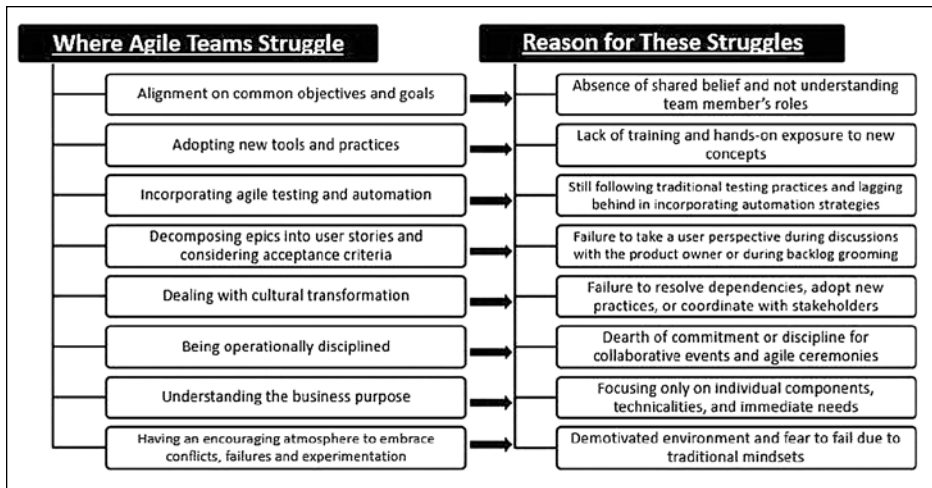 Where Agile Teams Struggle
Reason for These Struggles
Alignment on common objectives and goals
Absence of shared belief and not understanding
team member's roles
Adopting new tools and practices
Lack of training and hands-on exposure to new
concepts
Incorporating agile testing and automation
Still following traditional testing practices and lagging
behind in incorporating automation strategies
Decomposing epics into user stories and
considering acceptance criteria
Failure to take a user perspective during discussions
with the product owner or during backlog grooming
Dealing with cultural transformation
Failure to resolve dependencies, adopt new
practices, or coordinate with stakeholders
Being operationally disciplined
Dearth of commitment or discipline for
collaborative events and agile ceremonies
Understanding the business purpose
Focusing only on individual components,
technicalities, and immediate needs
Having an encouraging atmosphere to embrace
conflicts, failures and experimentation
Demotivated environment and fear to fail due to
traditional mindsets